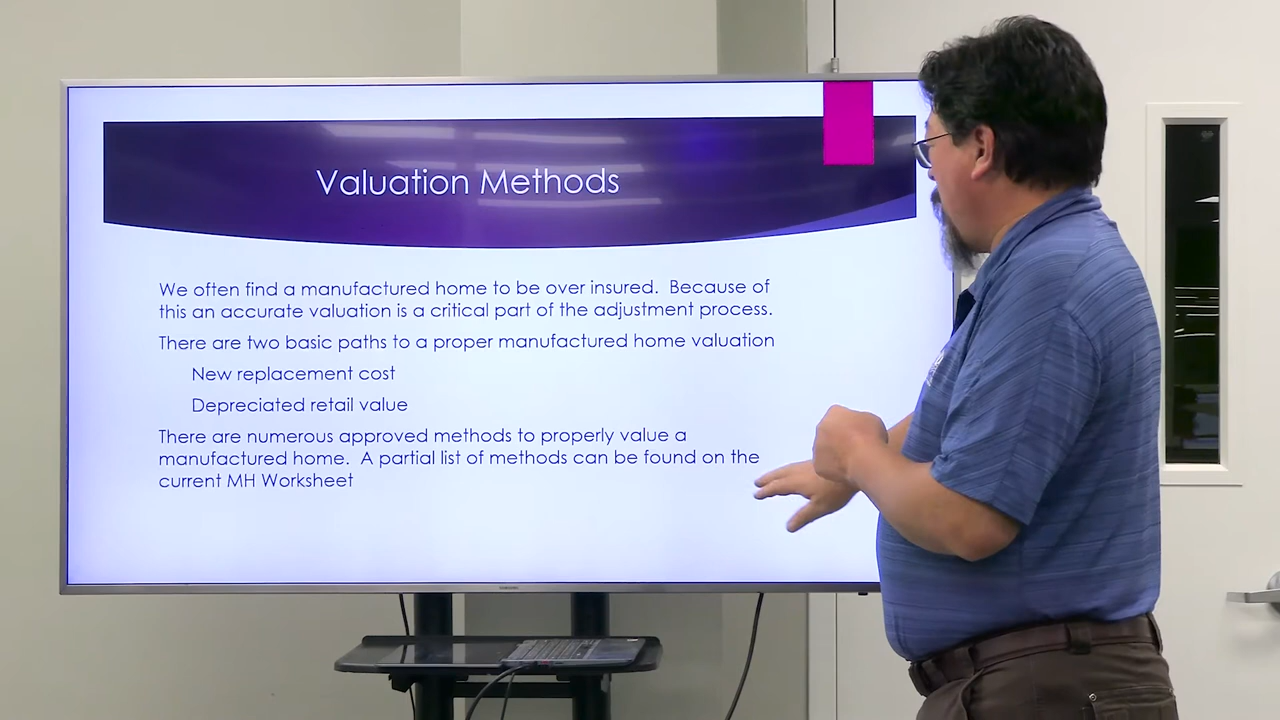 Valuation Methods
We often find a manufactured home to be over insured. Because of
this an accurate valuation is a critical part of the adjustment process.
There are two basic paths to a proper manufactured home valuation
New replacement cost
Depreciated retail value
There are numerous approved methods to properly value a
manufactured home. A partial list of methods can be found on the
current MH Worksheet
SAMSUNG